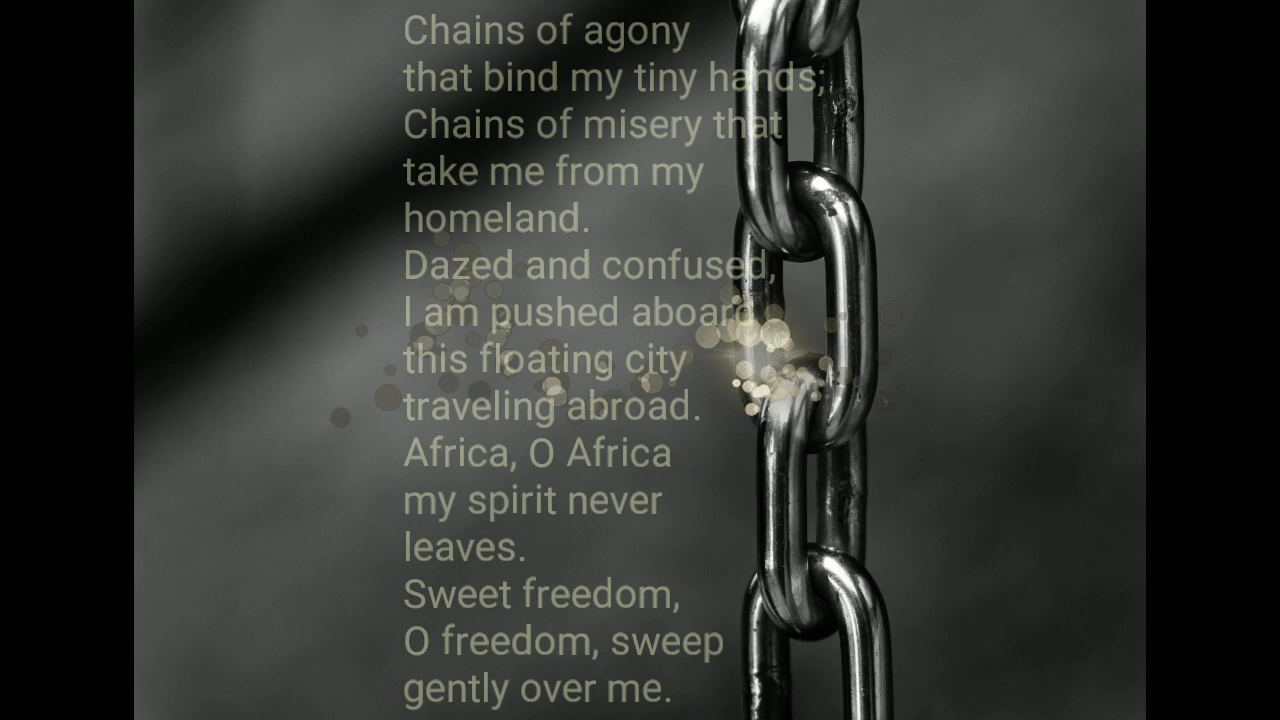 Chains of agony
that bind my tiny hands;
Chains of misery that
take me from my
homeland.
Dazed and confused,
I am pushed aboard
this floating city
traveling abroad.
Africa, O Africa
my spirit never
leaves.
Sweet freedom,
O freedom, sweep
gently over me.